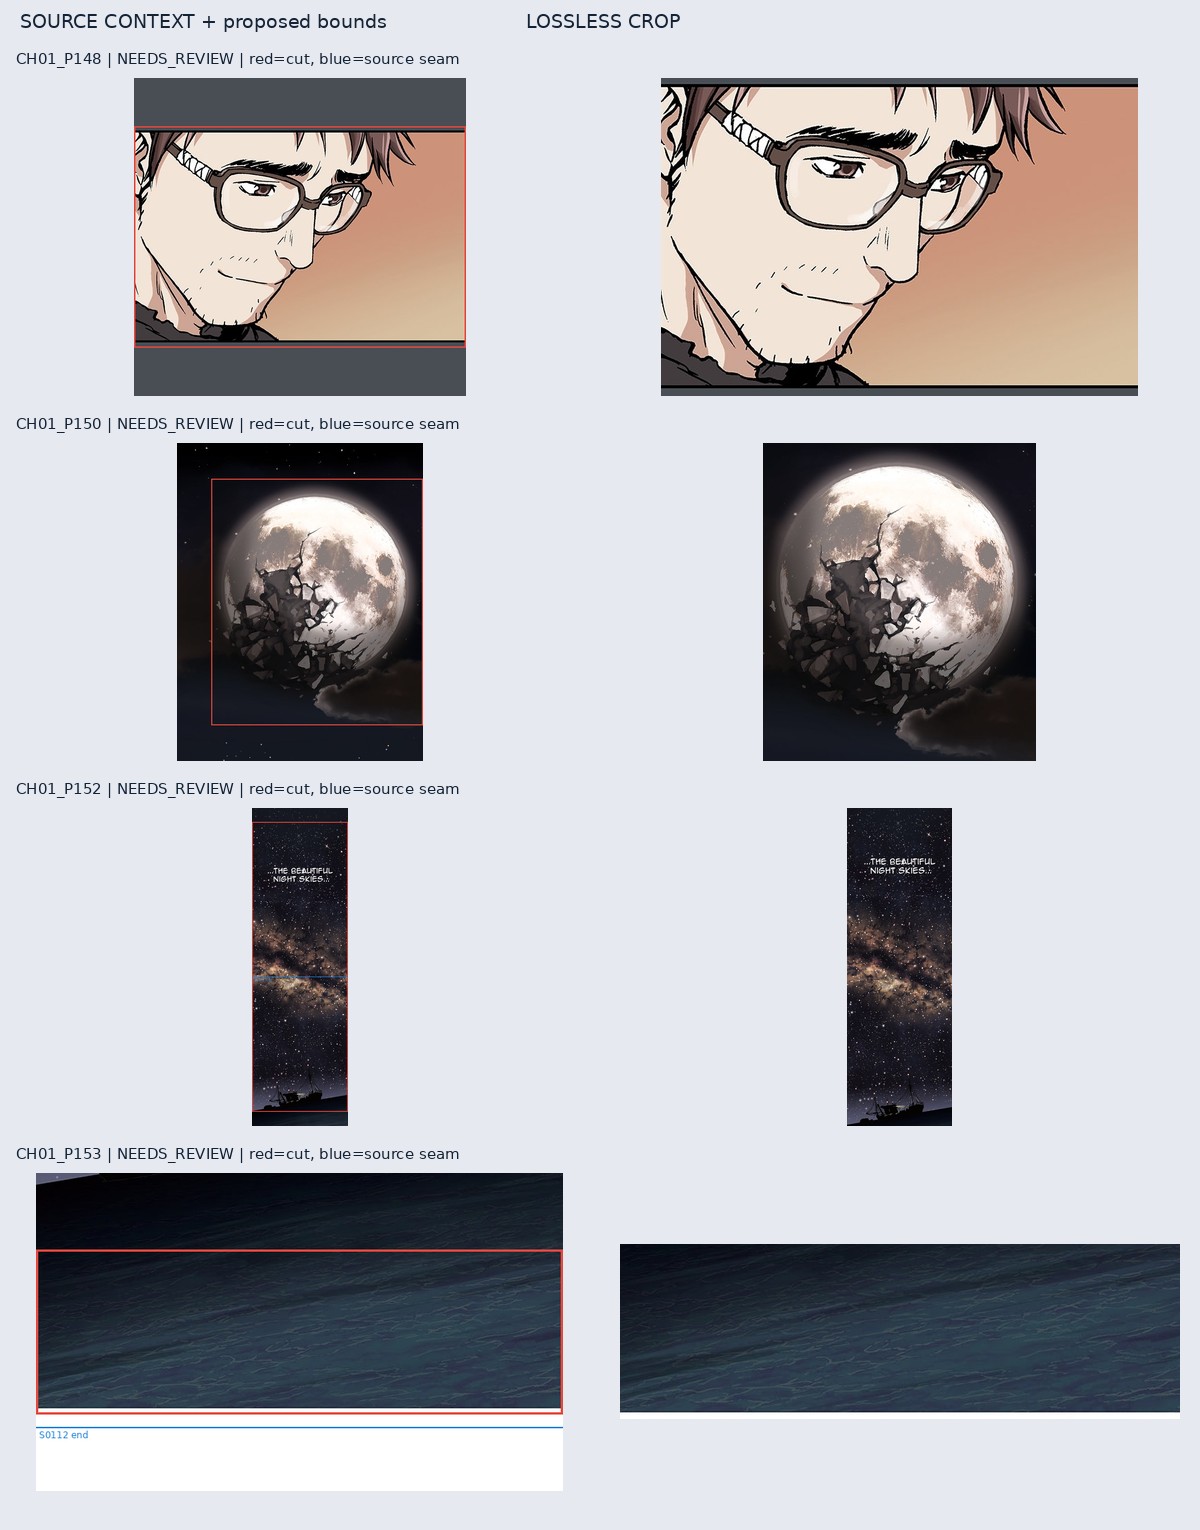 SOURCE CONTEXT + proposed bounds
LOSSLESS CROP
CH01_P148 | NEEDS_REVIEW | red=cut, blue=source seam
CH01_P150 | NEEDS_REVIEW | red=cut, blue=source seam
CH01_P152 | NEEDS_REVIEW | red=cut, blue=source seam
...THE BEAUTIFUL
NIGHT SKIES...
...THE BEAUTIFUL
NIGHT SKIES...
CH01_P153 | NEEDS_REVIEW | red=cut, blue=source seam
S0112 end